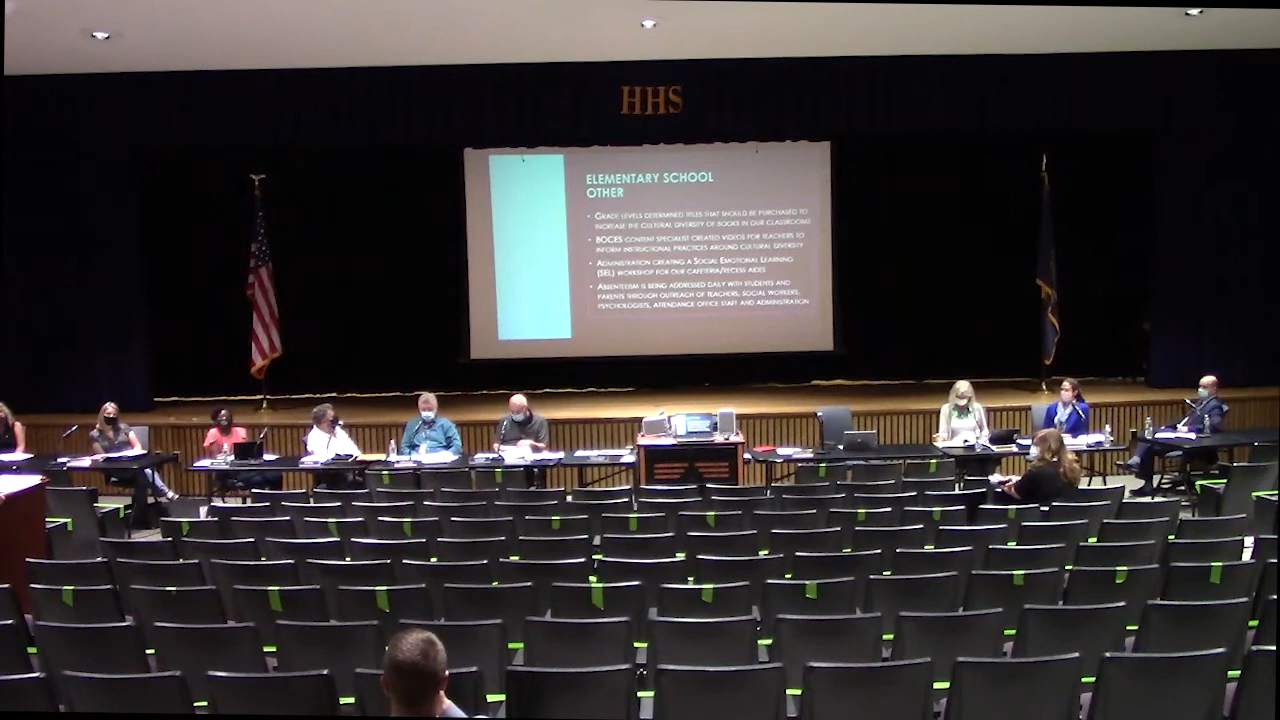 HHS
ELEMENTARY SCHOOL
OTHER
• GRADE LEVELS DETERMINED TITLES THAT SHOULD BE PURCHASED TO
INCREASE THE CULTURAL DIVERSITY OF BOOKS IN OUR CLASSROOMS
• BOCES CONTENT SPECIALIST CREATED VIDEOS FOR TEACHERS TO
INFORM INSTRUCTIONAL PRACTICES AROUND CULTURAL DIVERSITY
• ADMINISTRATION CREATING A SOCIAL EMOTIONAL LEARNING
(SEL) WORKSHOP FOR OUR CAFETERIA/RECESS AIDES
• ABSENTEEISM IS BEING ADDRESSED DAILY WITH STUDENTS AND
PARENTS THROUGH OUTREACH OF TEACHERS, SOCIAL WORKERS,
PSYCHOLOGISTS, ATTENDANCE OFFICE STAFF AND ADMINISTRATION